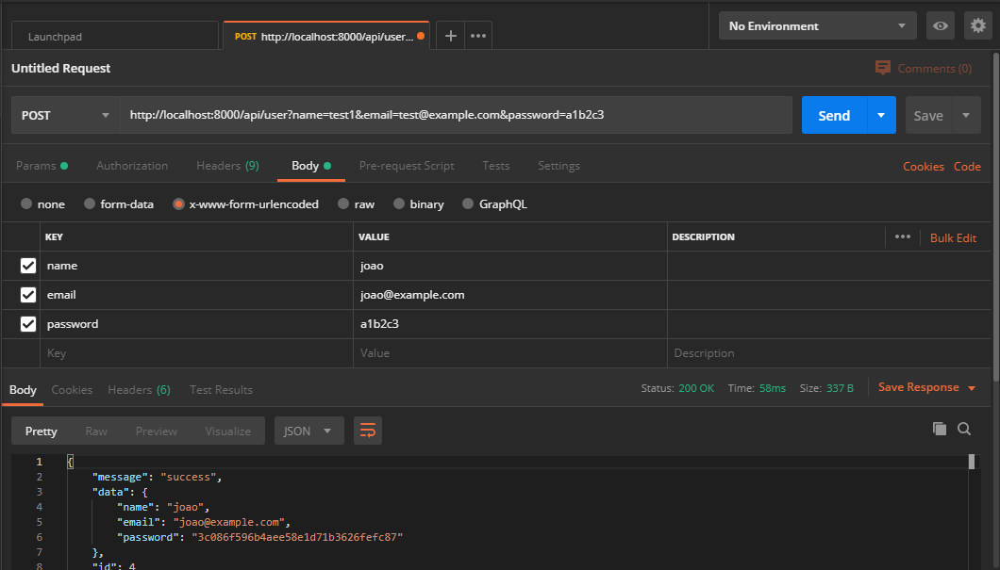 Launchpad
POST http://localhost:8000/api/user...
No Environment
Untitled Request
Comments (0)
POST
http://localhost:8000/api/user?name=test1&email=test@example.com&password=a1b2c3
Send
Save
Params Authorization Headers (9) Body Pre-request Script Tests Settings
Cookies Code
none form-data x-www-form-urlencoded raw binary GraphQL
KEY VALUE DESCRIPTION ••• Bulk Edit
name joao
email joao@example.com
password a1b2c3
Key Value Description
Body Cookies Headers (6) Test Results
Status: 200 OK Time: 58ms Size: 337 B Save Response
Pretty Raw Preview Visualize JSON
1 {
2 "message": "success",
3 "data": {
4 "name": "joao",
5 "email": "joao@example.com",
6 "password": "3c086f596b4aee58e1d71b3626fefc87"
7 },
8 "id": 4